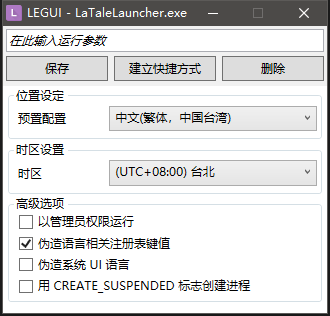 L LEGUI - LaTaleLauncher.exe
在此输入运行参数
保存 建立快捷方式 删除
位置设定
预置配置 中文(繁体，中国台湾)
时区设置
时区 (UTC+08:00) 台北
高级选项
以管理员权限运行
伪造语言相关注册表键值
伪造系统 UI 语言
用 CREATE_SUSPENDED 标志创建进程